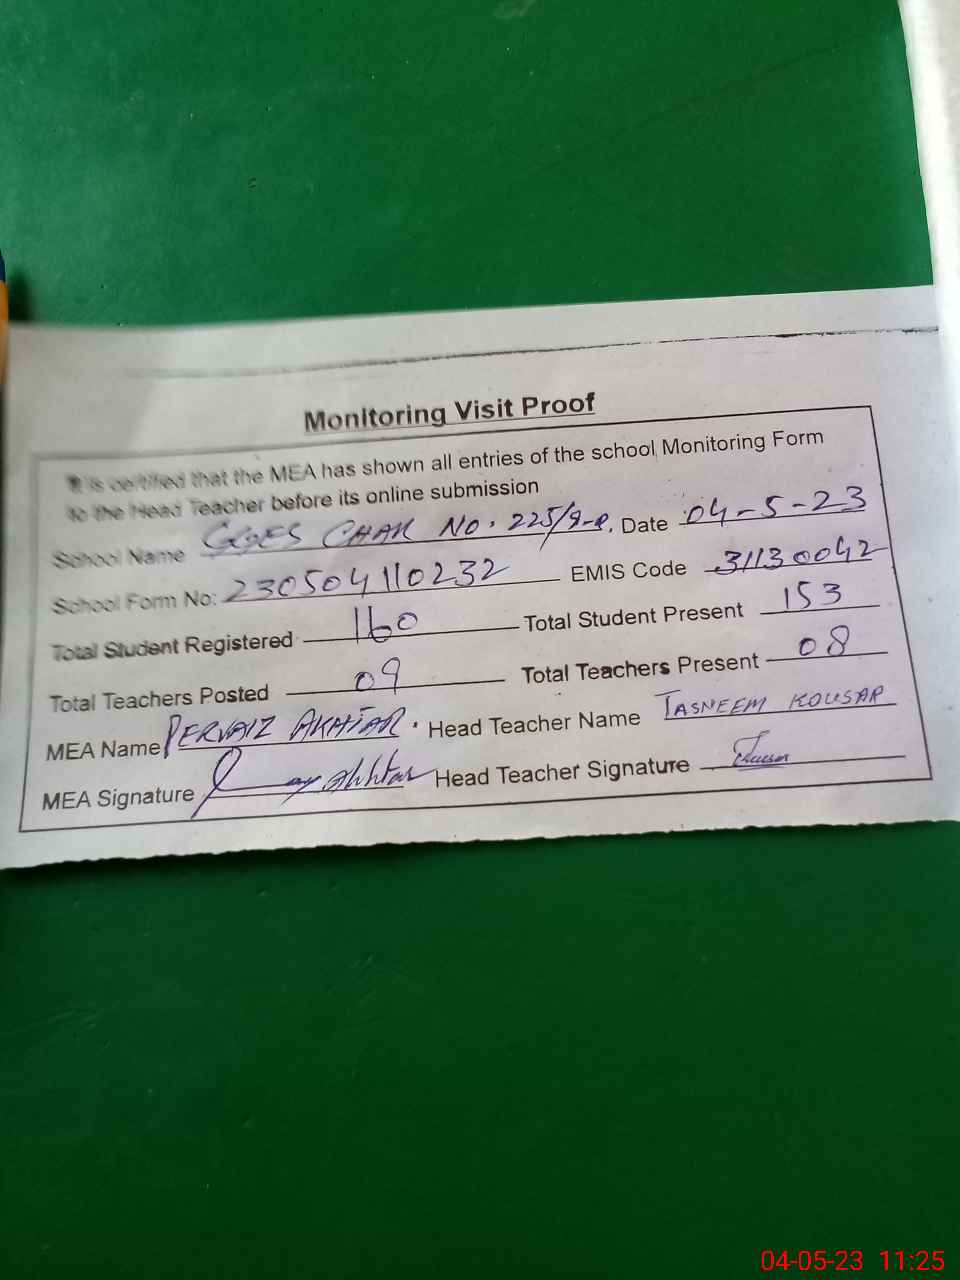 Monitoring Visit Proof
It is certified that the MEA has shown all entries of the school Monitoring Form
to the Head Teacher before its online submission
School Name GGES CHAK NO. 225/9-R. Date 04-5-23
School Form No: 230504110232 EMIS Code 31130042
Total Student Registered 160 Total Student Present 153
Total Teachers Posted 09 Total Teachers Present 08
MEA Name PERVAIZ AKHTAR. Head Teacher Name TASNEEM KOUSAR
MEA Signature Akhtar Head Teacher Signature
04-05-23 11:25